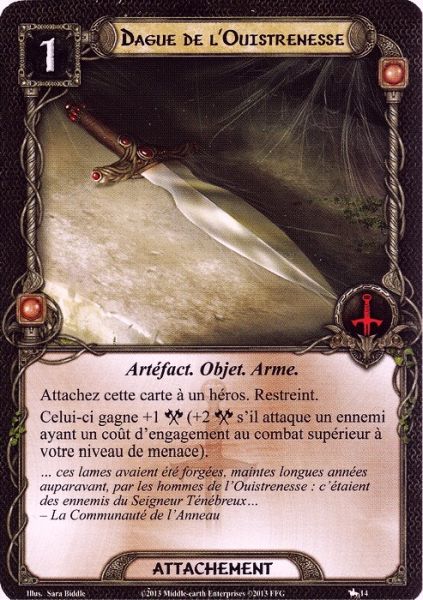 1
Dague de l'Ouistrenesse
Artéfact. Objet. Arme.
Attachez cette carte à un héros. Restreint.
Celui-ci gagne +1 (+2 s'il attaque un ennemi
ayant un coût d'engagement au combat supérieur à
votre niveau de menace).
... ces lames avaient été forgées, maintes longues années
auparavant, par les hommes de l'Ouistrenesse : c'étaient
des ennemis du Seigneur Ténébreux...
– La Communauté de l'Anneau
ATTACHEMENT
Illus. Sara Biddle
©2013 Middle-earth Enterprises ©2013 FFG
14